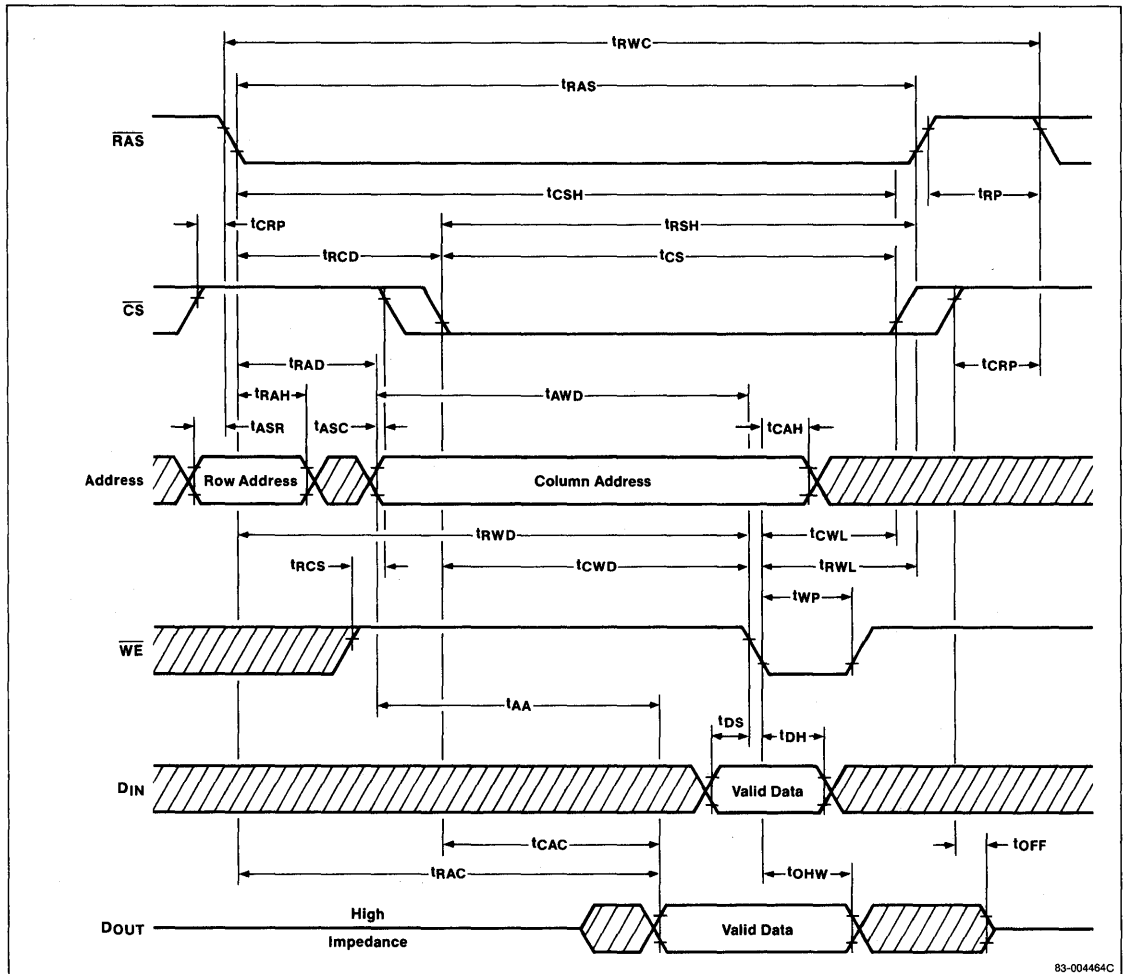 tRWC
tRAS
RAS
tCSH
tRP
tCRP
tRSH
tRCD
tCS
CS
tRAD
tCRP
tRAH
tAWD
tASR
tASC
tCAH
Address
Row Address
Column Address
tRWD
tCWL
tRCS
tCWD
tRWL
tWP
WE
tAA
tDS
tDH
DIN
Valid Data
tCAC
tOFF
tRAC
tOHW
DOUT
High
Impedance
Valid Data
83-004464C